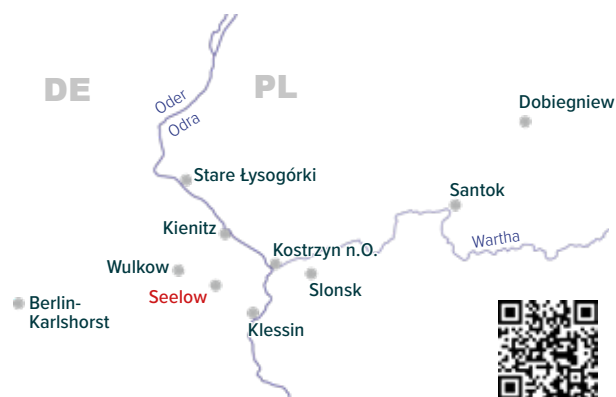 DE
PL
Oder
Odra
Dobiegniew
Stare Łysogórki
Santok
Kienitz
Wartha
Kostrzyn n.O.
Wulkow
Slonsk
Seelow
Berlin-
Karlshorst
Klessin